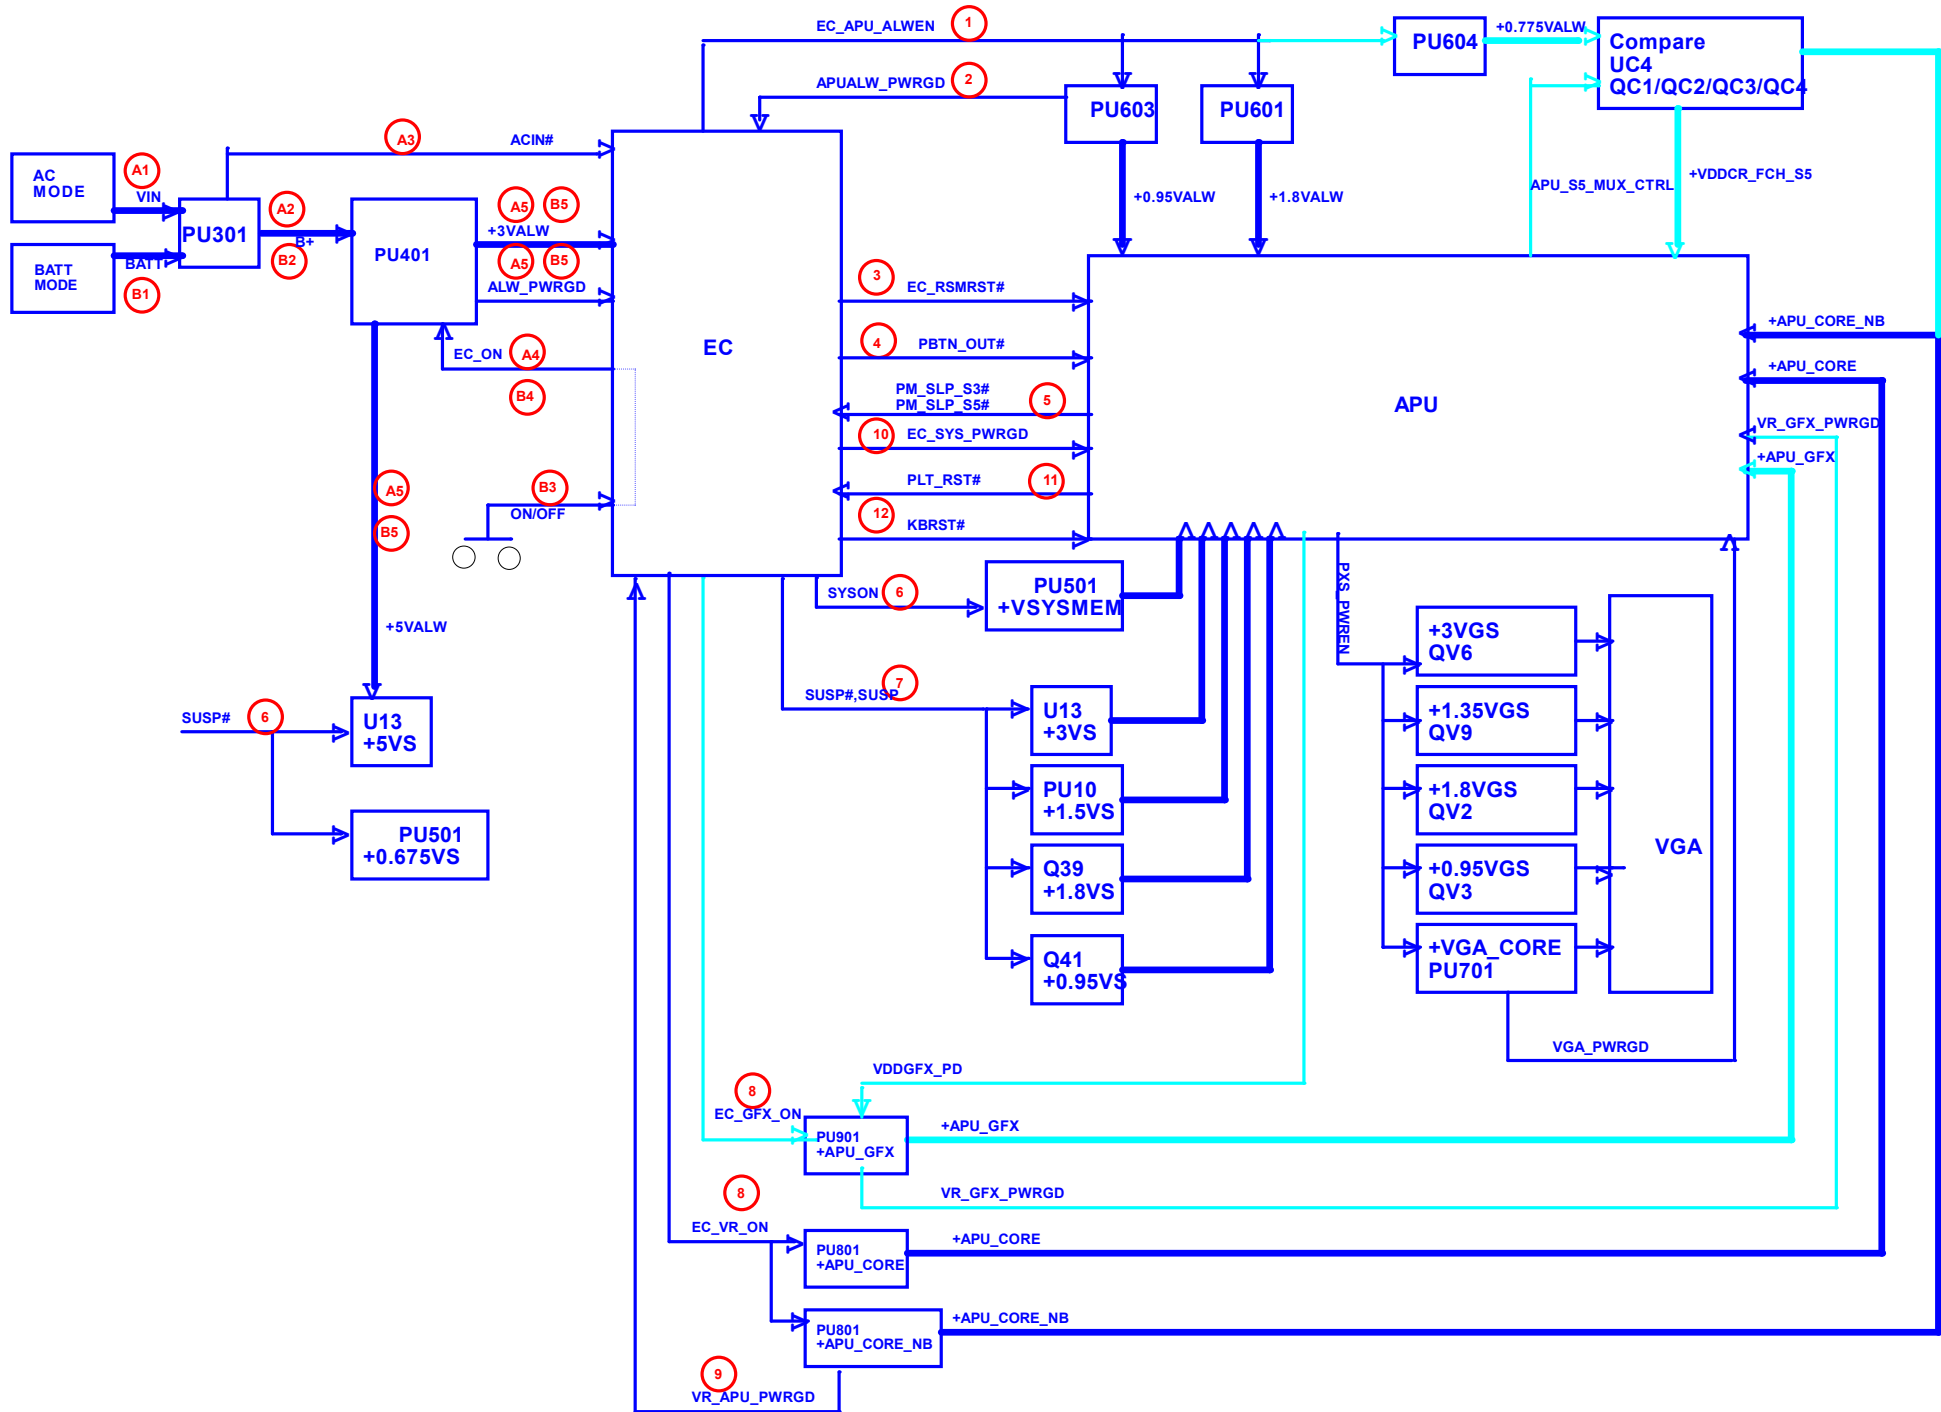 EC_APU_ALWEN
1
PU604
+0.775VALW
Compare
UC4
QC1/QC2/QC3/QC4
APUALW_PWRGD
2
PU603
PU601
A3
ACIN#
AC
MODE
A1
VIN
PU301
A2
B+
B2
BATT
MODE
BATT
B1
PU401
A5
B5
+3VALW
A5
B5
ALW_PWRGD
EC_ON
A4
B4
B3
ON/OFF
A5
B5
+5VALW
EC
+0.95VALW
+1.8VALW
APU_S5_MUX_CTRL
+VDDCR_FCH_S5
3
EC_RSMRST#
4
PBTN_OUT#
PM_SLP_S3#
PM_SLP_S5#
5
10
EC_SYS_PWRGD
PLT_RST#
11
12
KBRST#
APU
+APU_CORE_NB
+APU_CORE
VR_GFX_PWRGD
+APU_GFX
SYSON
6
PU501
+VSYSMEM
SUSP#,SUSP
7
U13
+3VS
PU10
+1.5VS
Q39
+1.8VS
Q41
+0.95VS
SUSP#
6
U13
+5VS
PU501
+0.675VS
PXS_PWREN
+3VGS
QV6
+1.35VGS
QV9
+1.8VGS
QV2
+0.95VGS
QV3
+VGA_CORE
PU701
VGA
VGA_PWRGD
VDDGFX_PD
8
EC_GFX_ON
PU901
+APU_GFX
+APU_GFX
VR_GFX_PWRGD
8
EC_VR_ON
PU801
+APU_CORE
+APU_CORE
PU801
+APU_CORE_NB
+APU_CORE_NB
9
VR_APU_PWRGD